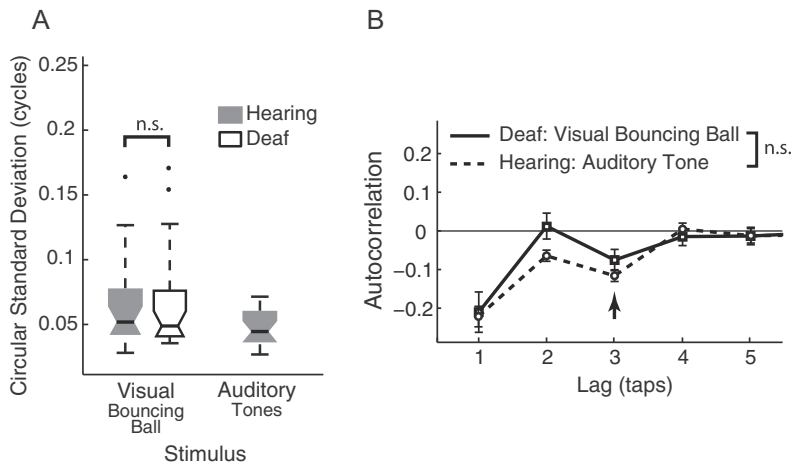 A
Circular Standard Deviation (cycles)
0.25
0.2
0.15
0.1
0.05
n.s.
Hearing
Deaf
Visual
Bouncing
Ball
Auditory
Tones
Stimulus
B
Autocorrelation
0.2
0.1
0
−0.1
−0.2
Deaf: Visual Bouncing Ball
Hearing: Auditory Tone
n.s.
1 2 3 4 5
Lag (taps)